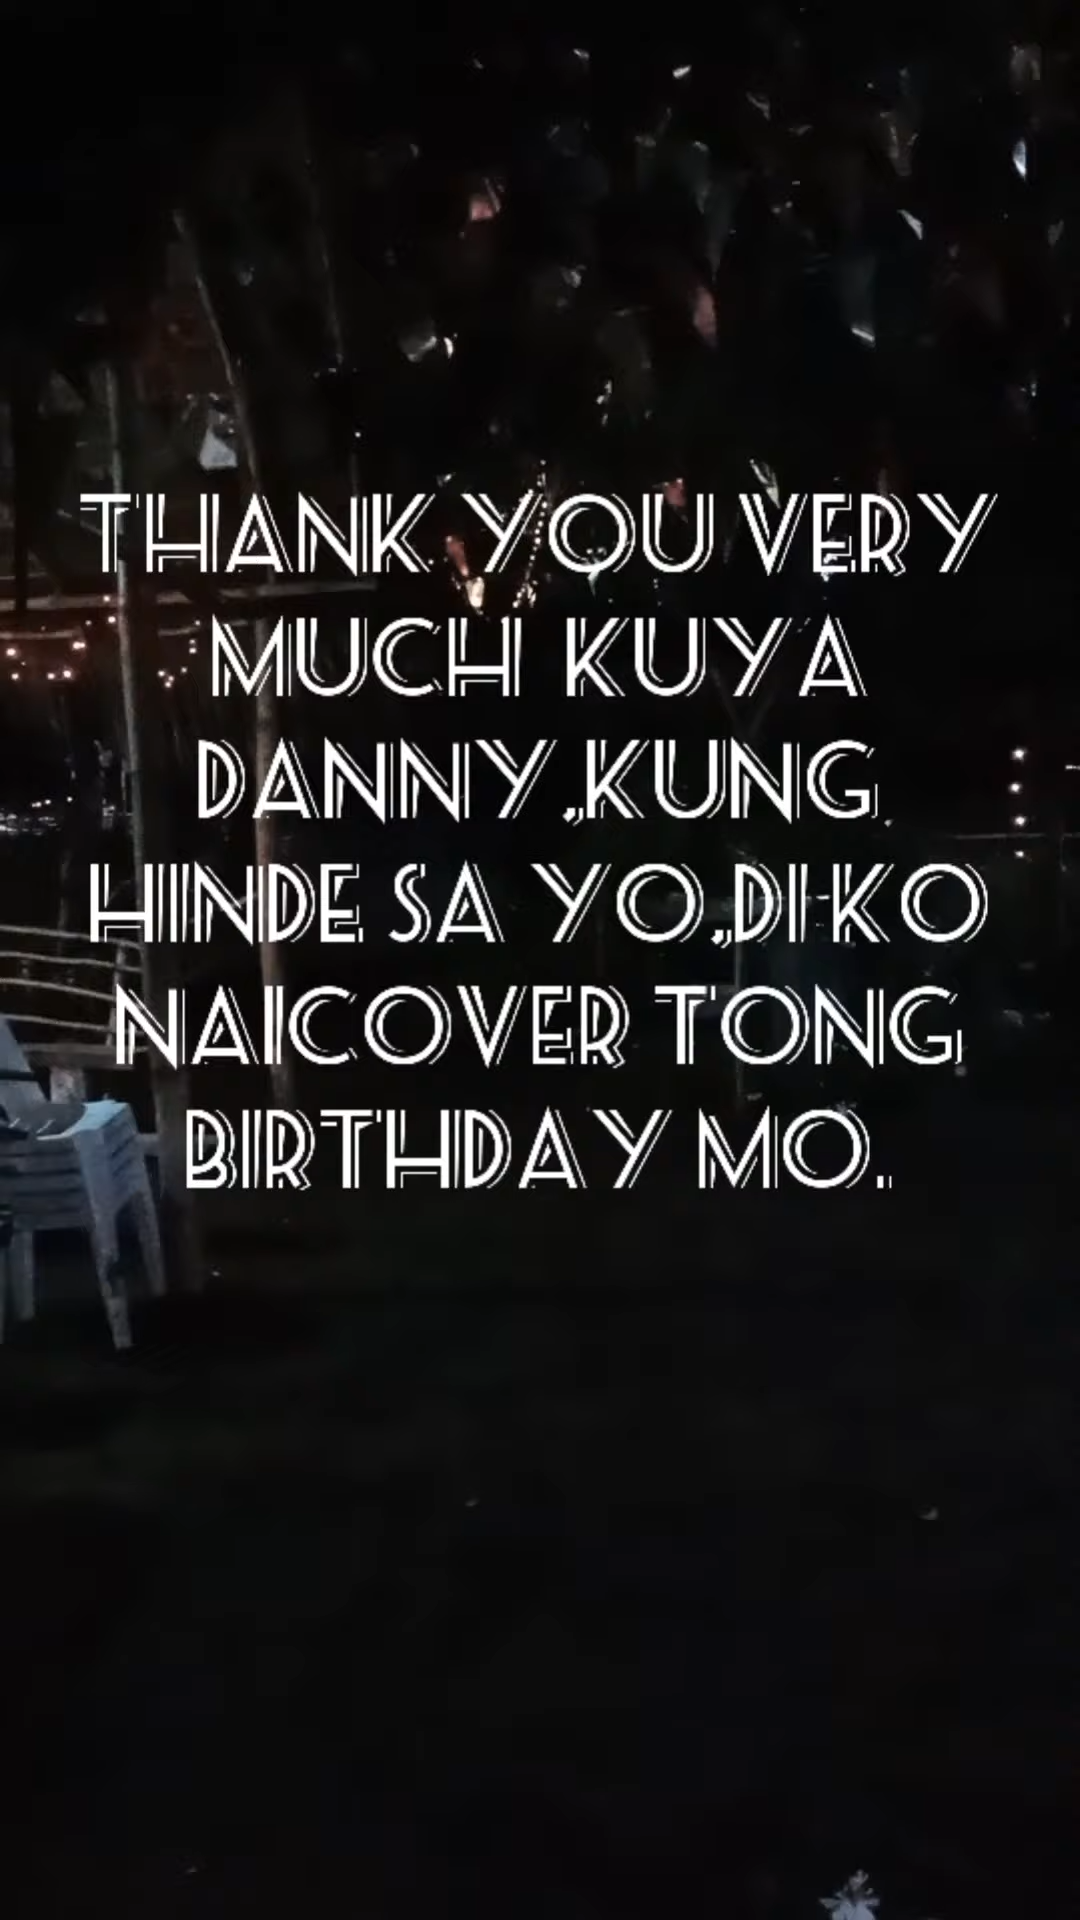 THANK YOU VERY
MUCH KUYA
DANNY,,KUNG
HINDE SA YO,,DI KO
NAICOVER TONG
BIRTHDAY MO..